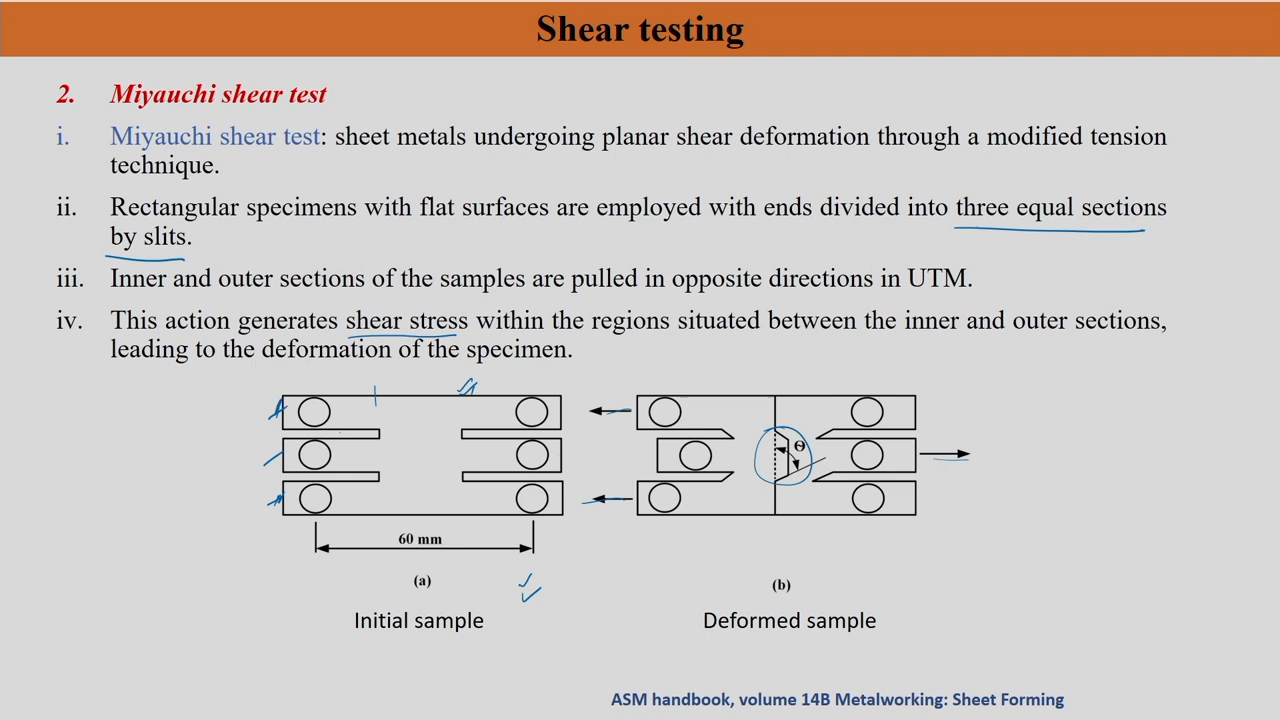 Shear testing
2. Miyauchi shear test
i. Miyauchi shear test: sheet metals undergoing planar shear deformation through a modified tension
technique.
ii. Rectangular specimens with flat surfaces are employed with ends divided into three equal sections
by slits.
iii. Inner and outer sections of the samples are pulled in opposite directions in UTM.
iv. This action generates shear stress within the regions situated between the inner and outer sections,
leading to the deformation of the specimen.
Θ
60 mm
(a)
(b)
Initial sample
Deformed sample
ASM handbook, volume 14B Metalworking: Sheet Forming